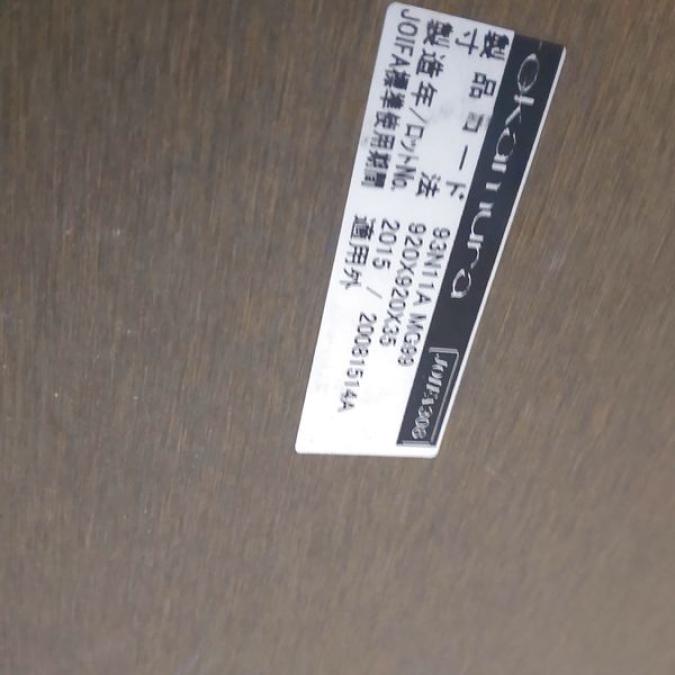 okamura JOIFA303
製品コード 93N11A MG99
寸法 920X920X35
製造年/ロットNo. 2015 / 20081514A
JOIFA標準使用期間 適用外